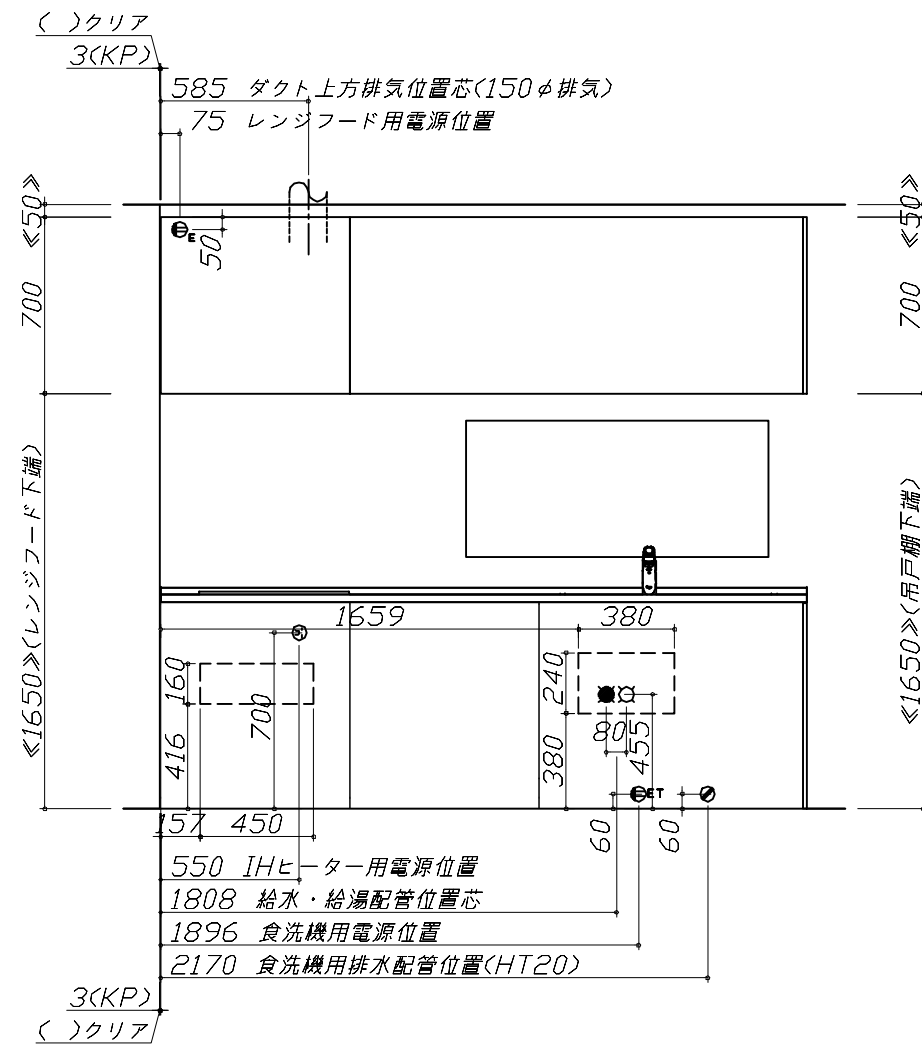 ( )クリア
3(KP)
585 ダクト上方排気位置芯(150φ排気)
75 レンジフード用電源位置
≪50≫
≪50≫
E
50
700
700
≪1650≫(レンジフード下端)
≪1650≫(吊戸棚下端)
1659
380
160
700
416
240
380
80
455
ET
60
60
157
450
550 IHヒーター用電源位置
1808 給水・給湯配管位置芯
1896 食洗機用電源位置
2170 食洗機用排水配管位置(HT20)
3(KP)
( )クリア